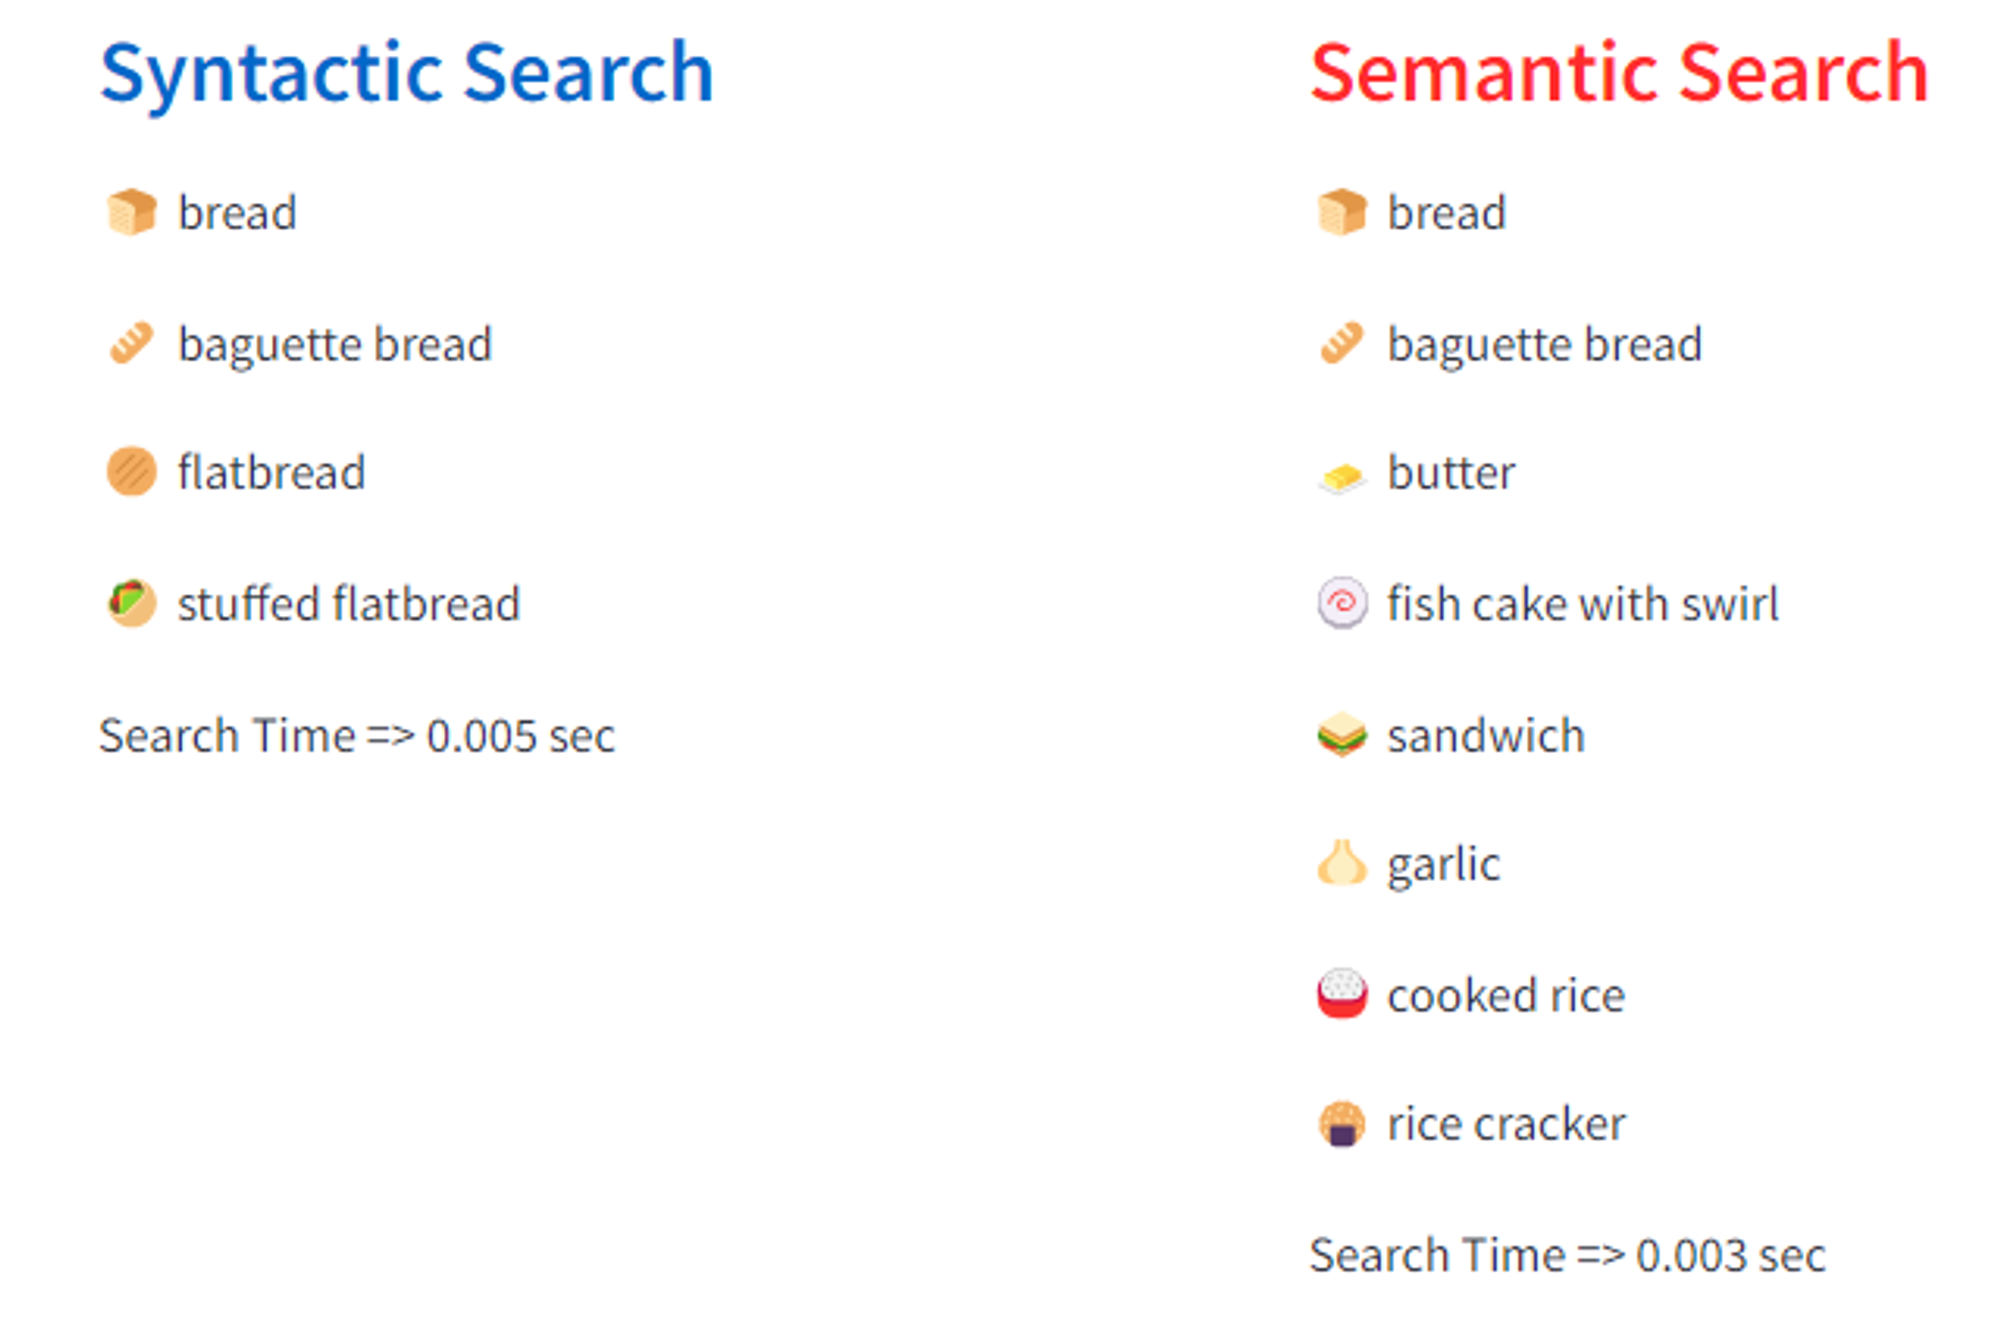 Syntactic Search
bread
baguette bread
flatbread
stuffed flatbread
Search Time => 0.005 sec
Semantic Search
bread
baguette bread
butter
fish cake with swirl
sandwich
garlic
cooked rice
rice cracker
Search Time => 0.003 sec